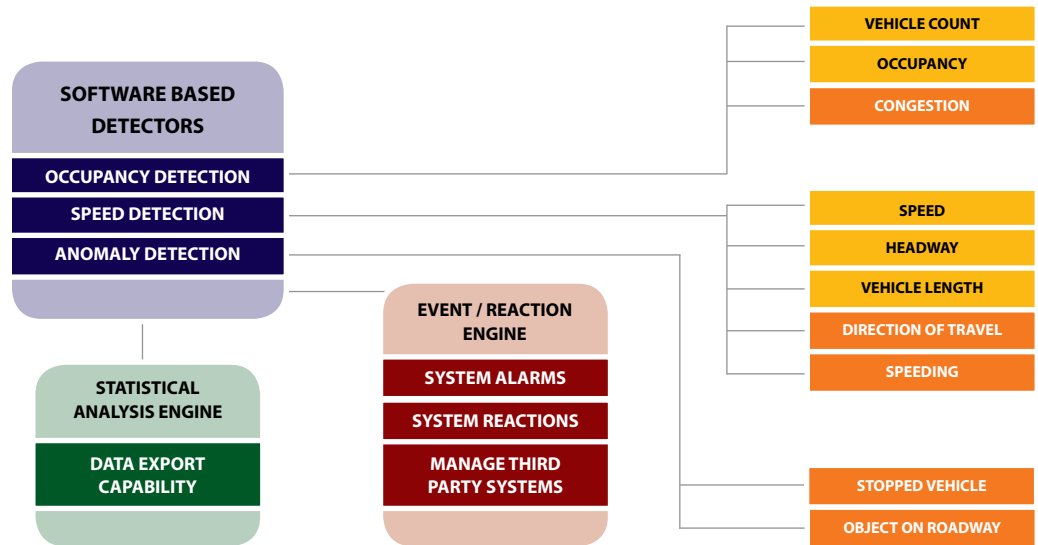 SOFTWARE BASED
DETECTORS
OCCUPANCY DETECTION
SPEED DETECTION
ANOMALY DETECTION
STATISTICAL
ANALYSIS ENGINE
DATA EXPORT
CAPABILITY
EVENT / REACTION
ENGINE
SYSTEM ALARMS
SYSTEM REACTIONS
MANAGE THIRD
PARTY SYSTEMS
VEHICLE COUNT
OCCUPANCY
CONGESTION
SPEED
HEADWAY
VEHICLE LENGTH
DIRECTION OF TRAVEL
SPEEDING
STOPPED VEHICLE
OBJECT ON ROADWAY